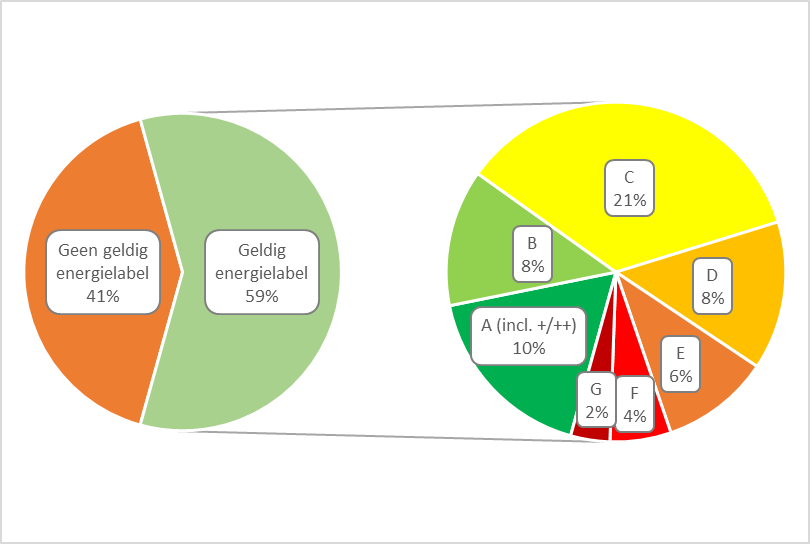 Geen geldig
energielabel
41%
Geldig
energielabel
59%
C
21%
B
8%
D
8%
A (incl. +/++)
10%
E
6%
G
2%
F
4%